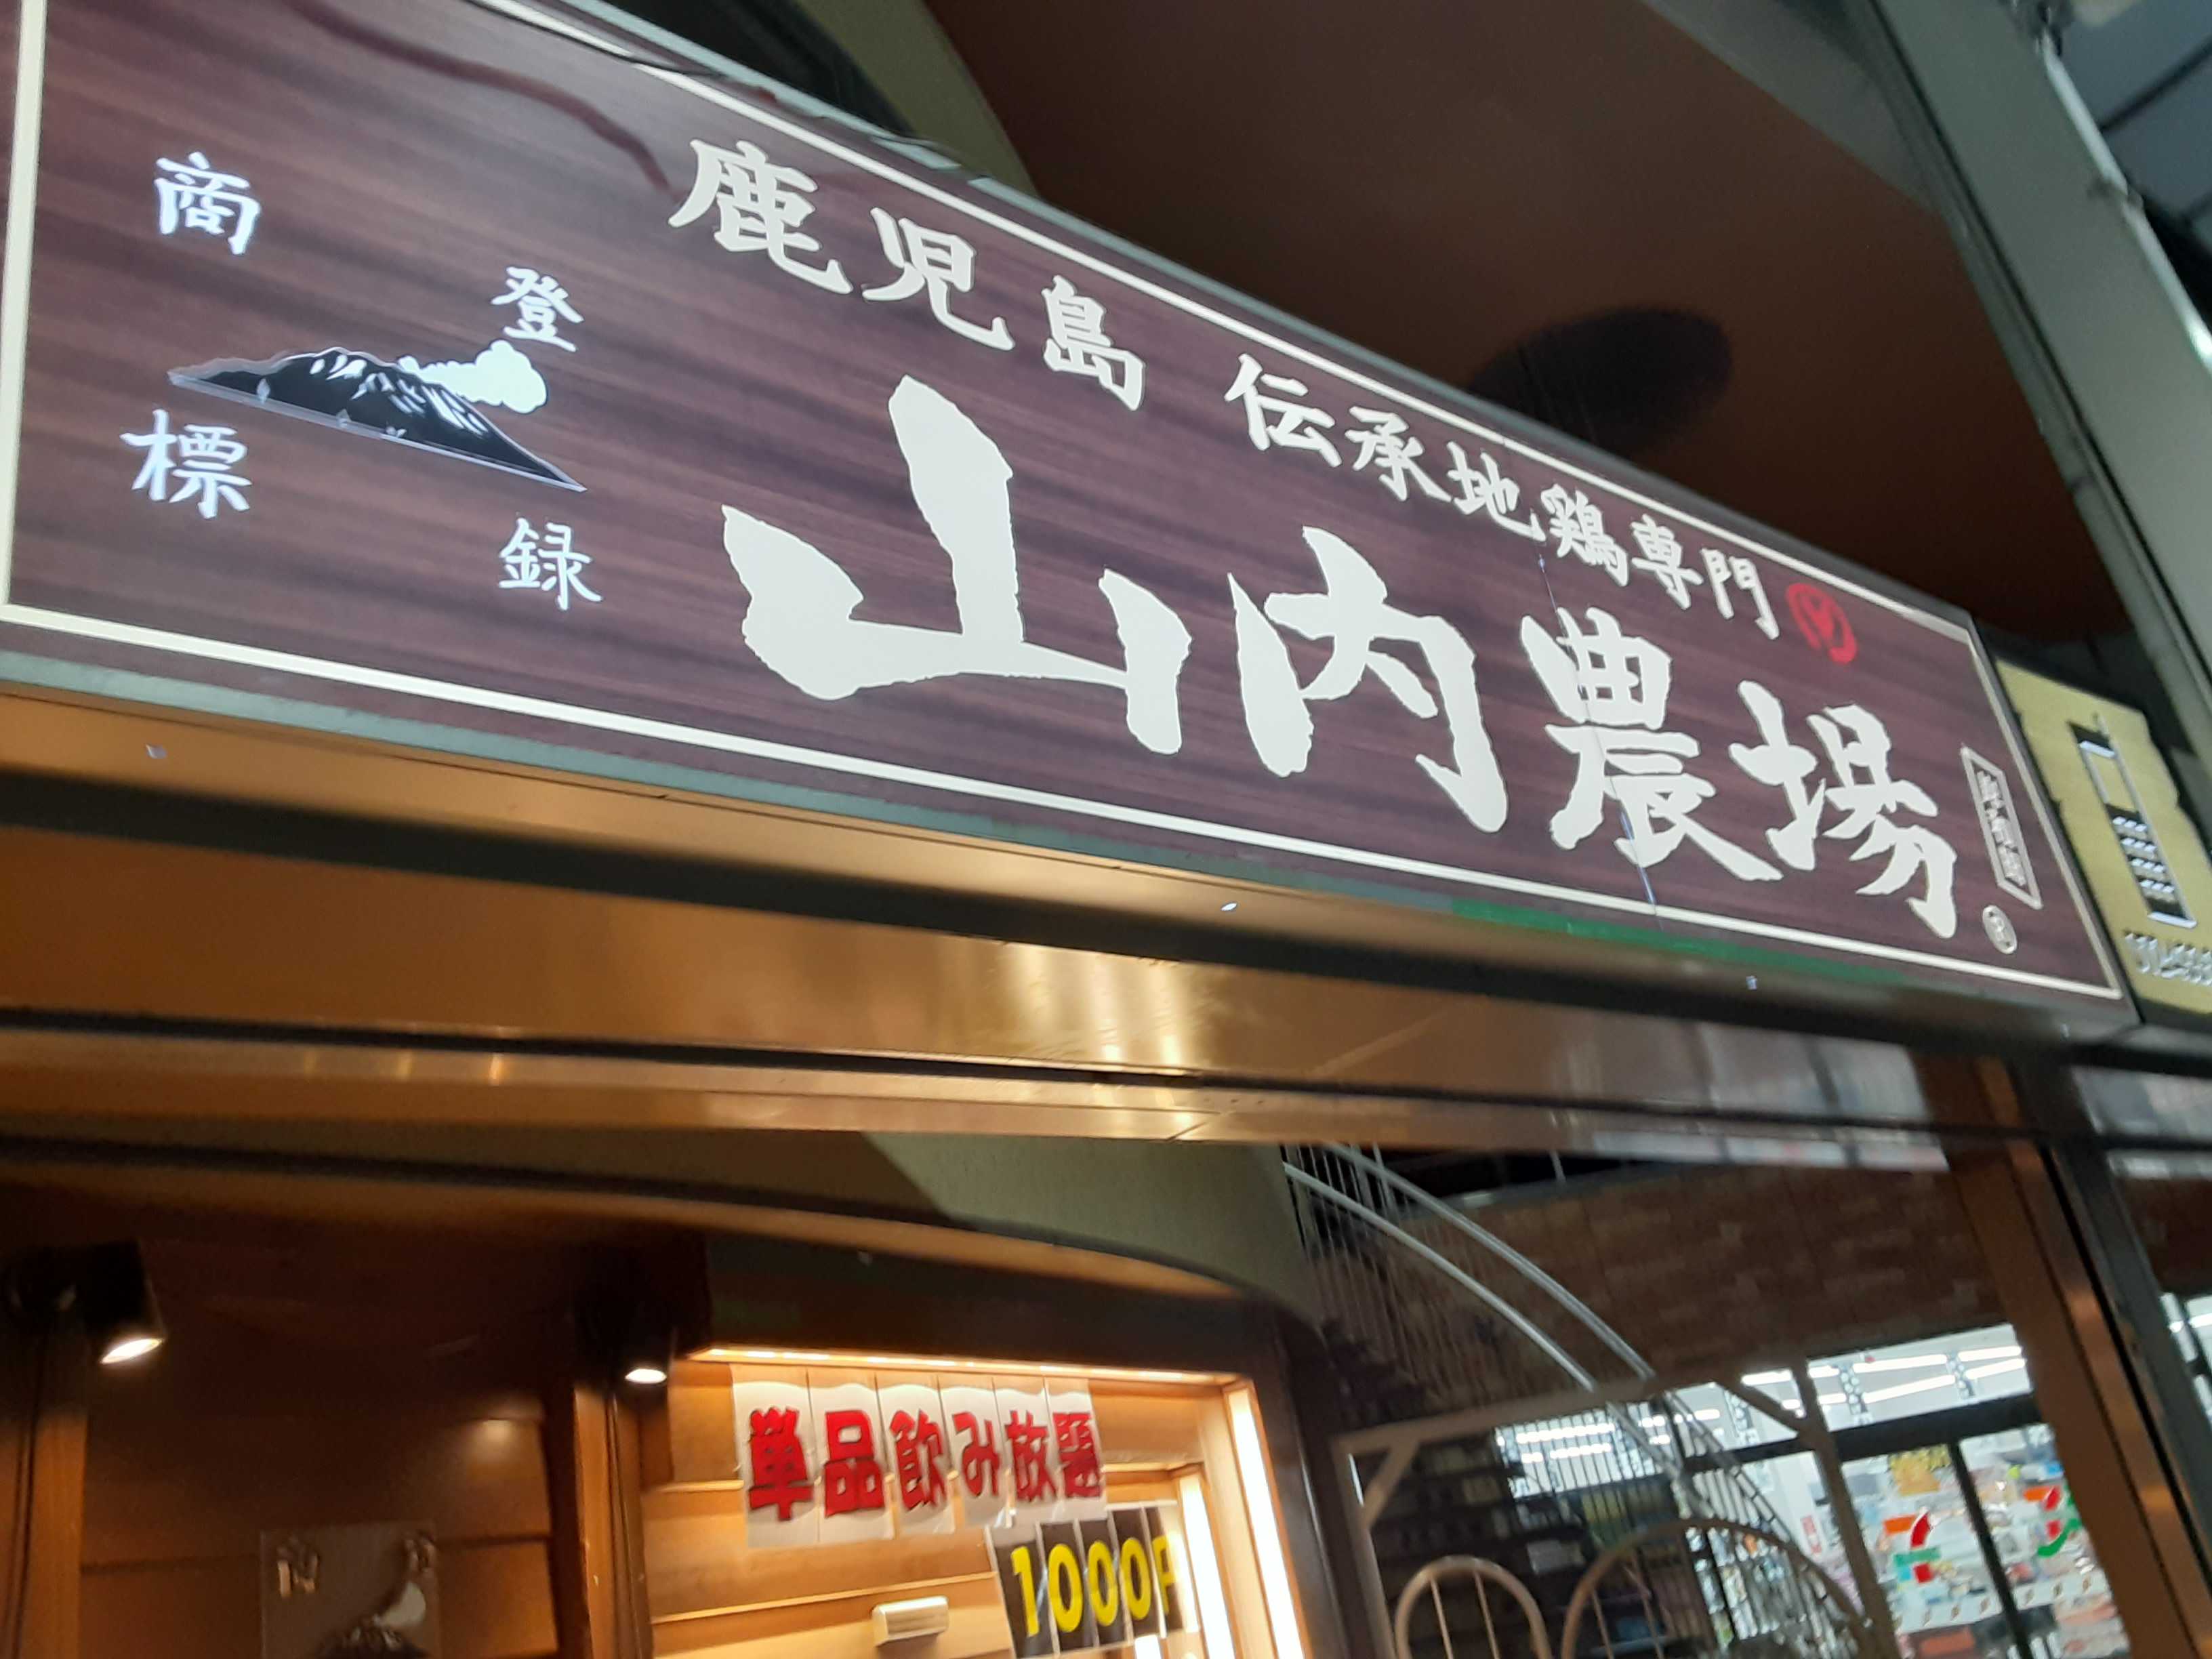 商
登
標
録
鹿児島 伝承地鶏専門
山内農場
単品飲み放題
1000円